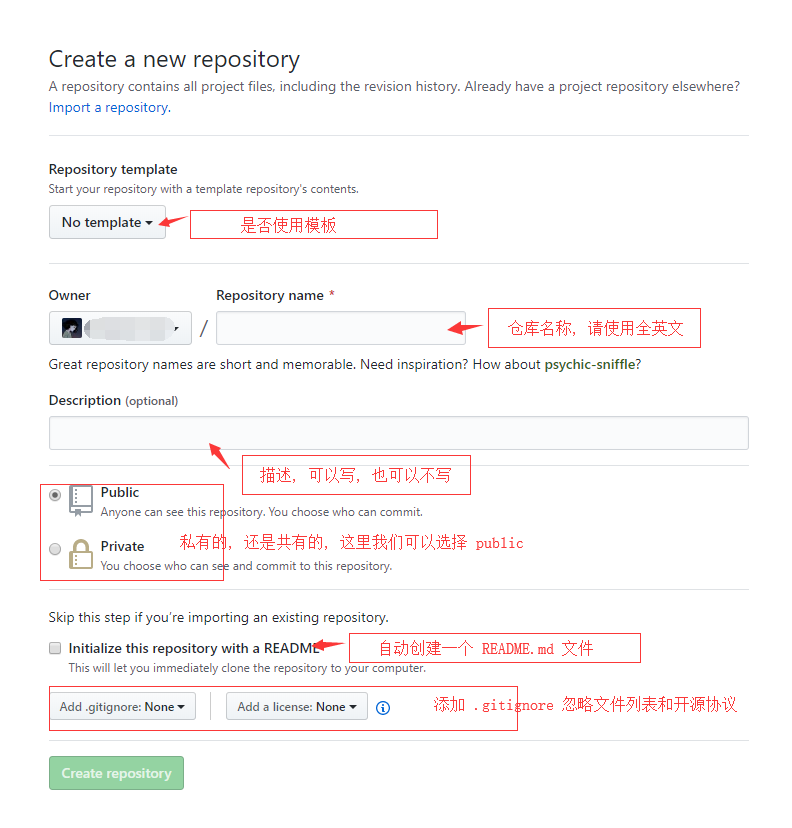 Create a new repository
A repository contains all project files, including the revision history. Already have a project repository elsewhere?
Import a repository.
Repository template
Start your repository with a template repository's contents.
No template
是否使用模板
Owner
Repository name *
/
仓库名称，请使用全英文
Great repository names are short and memorable. Need inspiration? How about psychic-sniffle?
Description (optional)
描述，可以写，也可以不写
Public
Anyone can see this repository. You choose who can commit.
私有的，还是共有的，这里我们可以选择 public
Private
You choose who can see and commit to this repository.
Skip this step if you're importing an existing repository.
Initialize this repository with a README
自动创建一个 README.md 文件
This will let you immediately clone the repository to your computer.
Add .gitignore: None
Add a license: None
添加 .gitignore 忽略文件列表和开源协议
Create repository